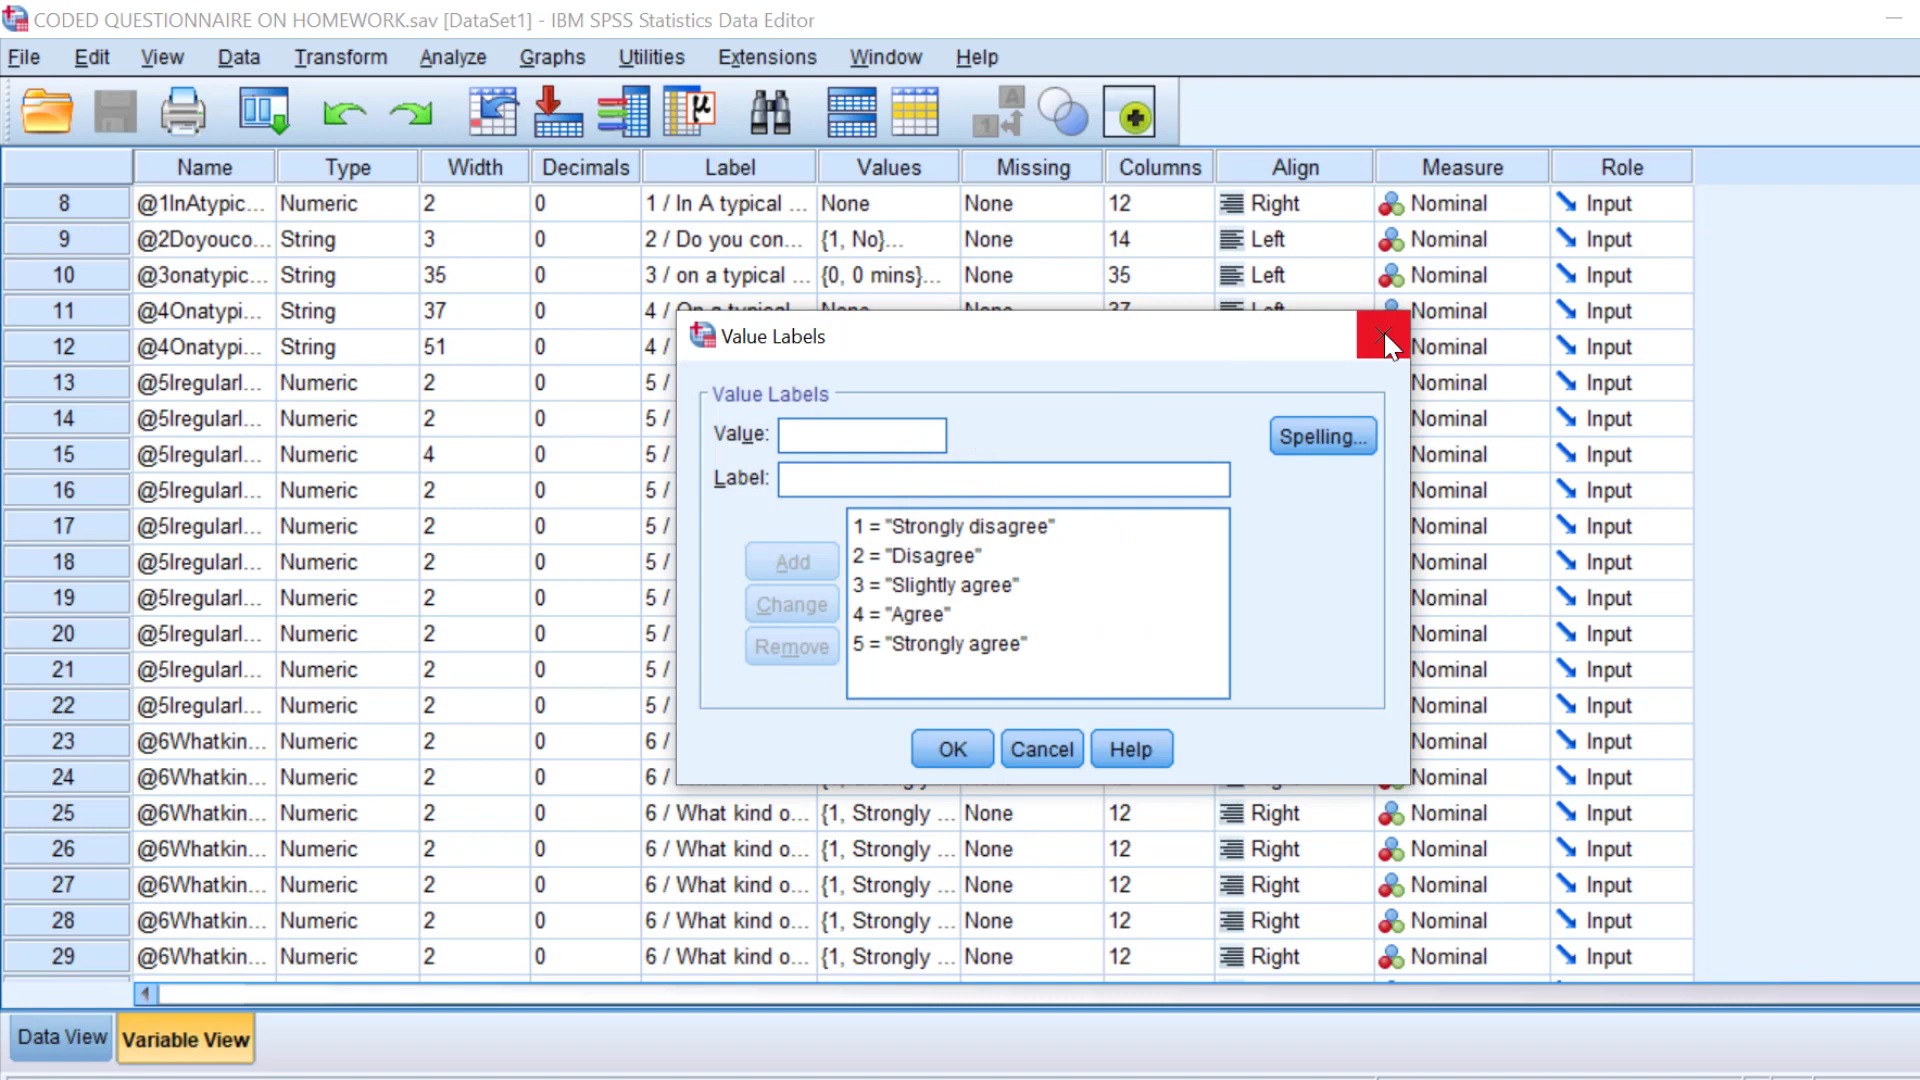 CODED QUESTIONNAIRE ON HOMEWORK.sav [DataSet1] - IBM SPSS Statistics Data Editor
File Edit View Data Transform Analyze Graphs Utilities Extensions Window Help
Name Type Width Decimals Label Values Missing Columns Align Measure Role
8 @1InAtypic... Numeric 2 0 1 / In A typical ... None None 12 Right Nominal Input
9 @2Doyouco... String 3 0 2 / Do you con... {1, No}... None 14 Left Nominal Input
10 @3onatypic... String 35 0 3 / on a typical ... {0, 0 mins}... None 35 Left Nominal Input
11 @4Onatypi... String 37 0 4 / On a typical None None 37 Left Nominal Input
12 @4Onatypi... String 51 0 4 / Nominal Input
13 @5Iregularl... Numeric 2 0 5 / Nominal Input
14 @5Iregularl... Numeric 2 0 5 / Nominal Input
15 @5Iregularl... Numeric 4 0 5 / Nominal Input
16 @5Iregularl... Numeric 2 0 5 / Nominal Input
17 @5Iregularl... Numeric 2 0 5 / Nominal Input
18 @5Iregularl... Numeric 2 0 5 / Nominal Input
19 @5Iregularl... Numeric 2 0 5 / Nominal Input
20 @5Iregularl... Numeric 2 0 5 / Nominal Input
21 @5Iregularl... Numeric 2 0 5 / Nominal Input
22 @5Iregularl... Numeric 2 0 5 / Nominal Input
23 @6Whatkin... Numeric 2 0 6 / Nominal Input
24 @6Whatkin... Numeric 2 0 6 / Nominal Input
25 @6Whatkin... Numeric 2 0 6 / What kind o... {1, Strongly ... None 12 Right Nominal Input
26 @6Whatkin... Numeric 2 0 6 / What kind o... {1, Strongly ... None 12 Right Nominal Input
27 @6Whatkin... Numeric 2 0 6 / What kind o... {1, Strongly ... None 12 Right Nominal Input
28 @6Whatkin... Numeric 2 0 6 / What kind o... {1, Strongly ... None 12 Right Nominal Input
29 @6Whatkin... Numeric 2 0 6 / What kind o... {1, Strongly ... None 12 Right Nominal Input
Value Labels
Value Labels
Value:
Spelling...
Label:
1 = "Strongly disagree"
2 = "Disagree"
3 = "Slightly agree"
4 = "Agree"
5 = "Strongly agree"
Add
Change
Remove
OK Cancel Help
Data View Variable View